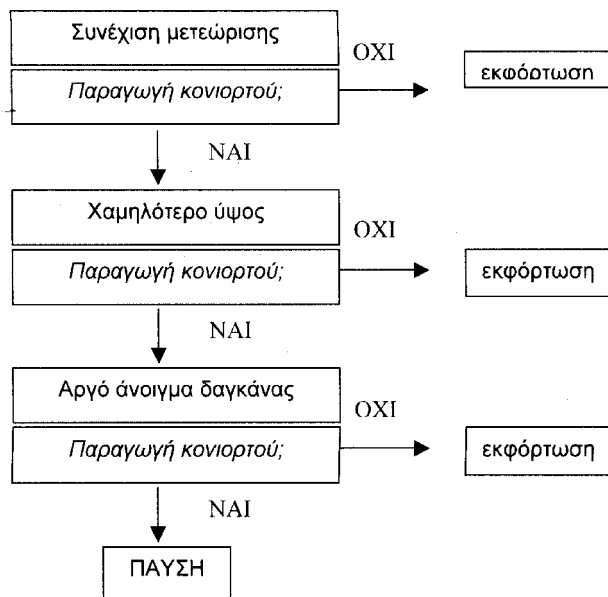 Συνέχιση μετεώρισης
ΟΧΙ
εκφόρτωση
Παραγωγή κονιορτού;
ΝΑΙ
Χαμηλότερο ύψος
ΟΧΙ
Παραγωγή κονιορτού;
εκφόρτωση
ΝΑΙ
Αργό άνοιγμα δαγκάνας
ΟΧΙ
Παραγωγή κονιορτού;
εκφόρτωση
ΝΑΙ
ΠΑΥΣΗ